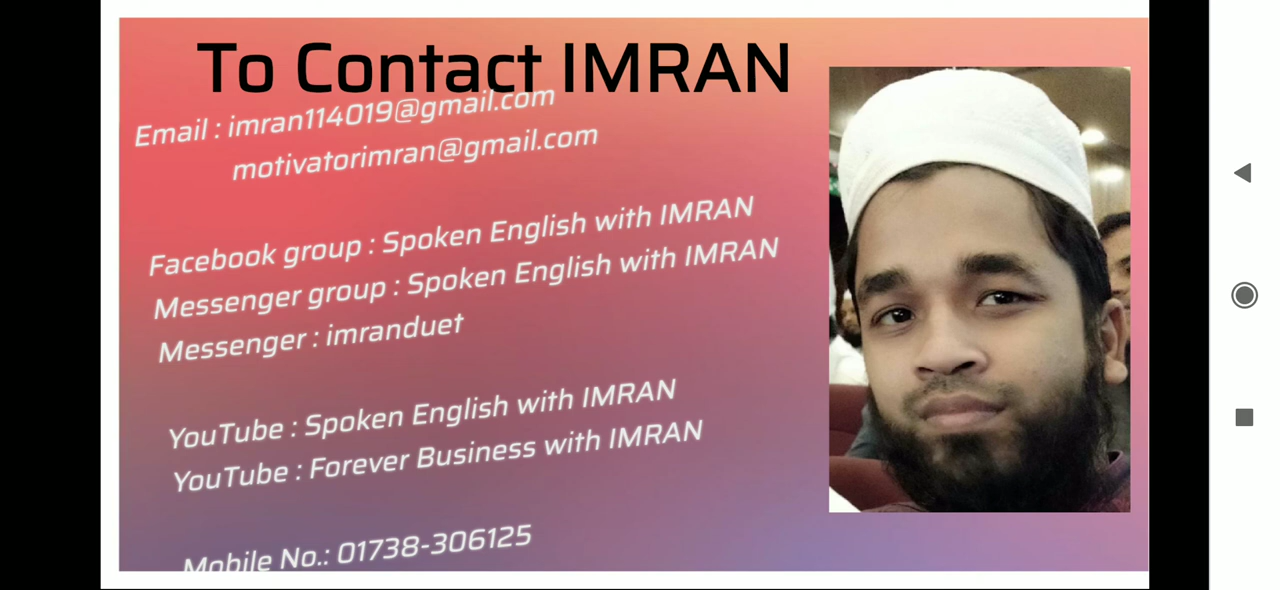 To Contact IMRAN
Email : imran114019@gmail.com
motivatorimran@gmail.com
Facebook group : Spoken English with IMRAN
Messenger group : Spoken English with IMRAN
Messenger : imranduet
YouTube : Spoken English with IMRAN
YouTube : Forever Business with IMRAN
Mobile No.: 01738-306125